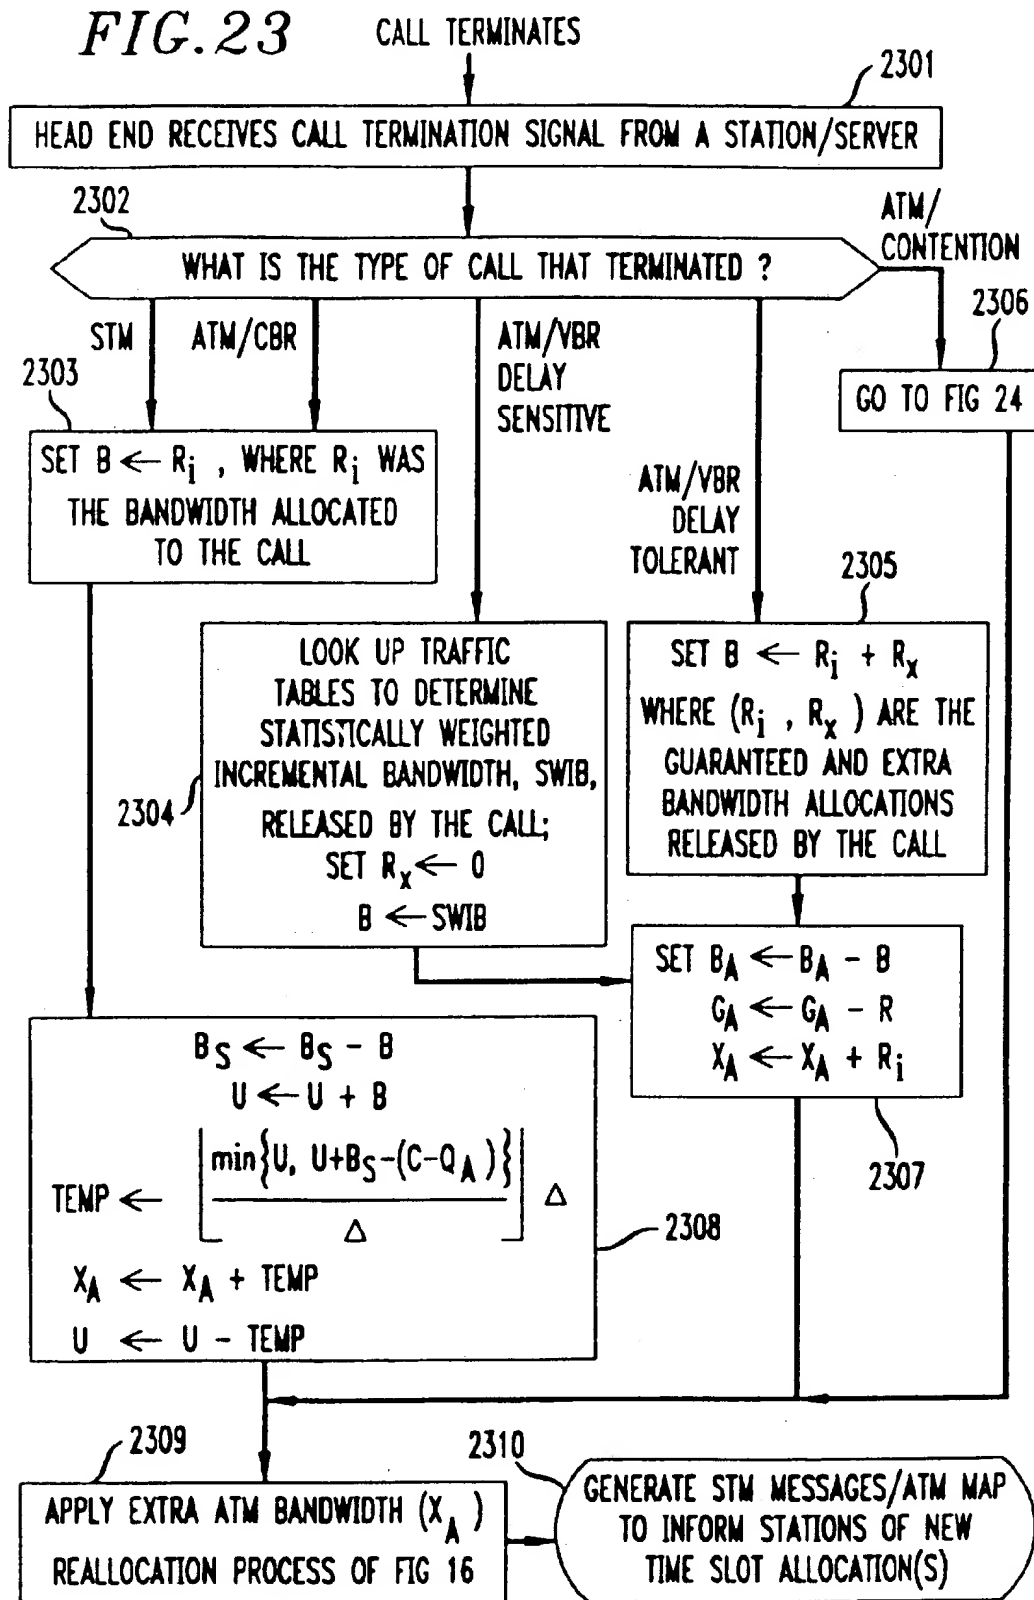 FIG. 23
CALL TERMINATES
2301
HEAD END RECEIVES CALL TERMINATION SIGNAL FROM A STATION/SERVER
2302
WHAT IS THE TYPE OF CALL THAT TERMINATED ?
ATM/
CONTENTION
2306
GO TO FIG 24
STM
ATM/CBR
ATM/VBR
DELAY
SENSITIVE
2303
SET B ← Ri , WHERE Ri WAS
THE BANDWIDTH ALLOCATED
TO THE CALL
ATM/VBR
DELAY
TOLERANT
2304
LOOK UP TRAFFIC
TABLES TO DETERMINE
STATISTICALLY WEIGHTED
INCREMENTAL BANDWIDTH, SWIB,
RELEASED BY THE CALL;
SET Rx ← 0
B ← SWIB
2305
SET B ← Ri + Rx
WHERE (Ri , Rx ) ARE THE
GUARANTEED AND EXTRA
BANDWIDTH ALLOCATIONS
RELEASED BY THE CALL
SET BA ← BA - B
GA ← GA - R
XA ← XA + Ri
2307
BS ← BS - B
U ← U + B
TEMP ← ⌊min{U, U+BS-(C-QA)} / Δ⌋ Δ
XA ← XA + TEMP
U ← U - TEMP
2308
2309
APPLY EXTRA ATM BANDWIDTH (XA)
REALLOCATION PROCESS OF FIG 16
2310
GENERATE STM MESSAGES/ATM MAP
TO INFORM STATIONS OF NEW
TIME SLOT ALLOCATION(S)